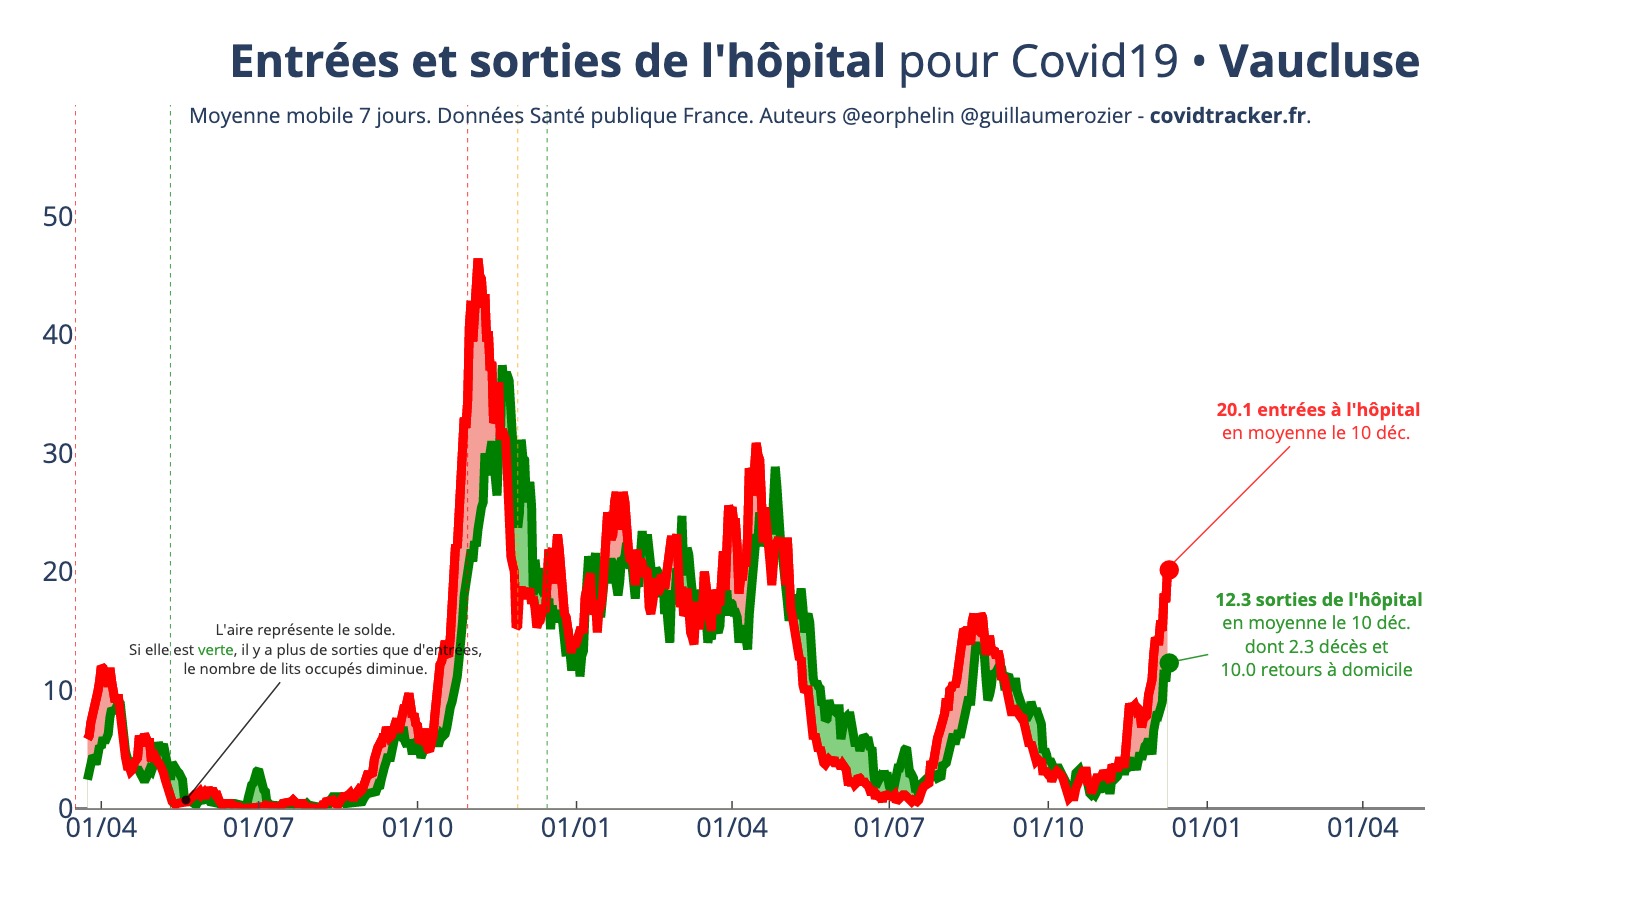 Entrées et sorties de l'hôpital pour Covid19 • Vaucluse
Moyenne mobile 7 jours. Données Santé publique France. Auteurs @eorphelin @guillaumerozier - covidtracker.fr.
50
40
30
20
10
0
20.1 entrées à l'hôpital
en moyenne le 10 déc.
12.3 sorties de l'hôpital
en moyenne le 10 déc.
dont 2.3 décès et
10.0 retours à domicile
L'aire représente le solde.
Si elle est verte, il y a plus de sorties que d'entrées,
le nombre de lits occupés diminue.
01/04 01/07 01/10 01/01 01/04 01/07 01/10 01/01 01/04